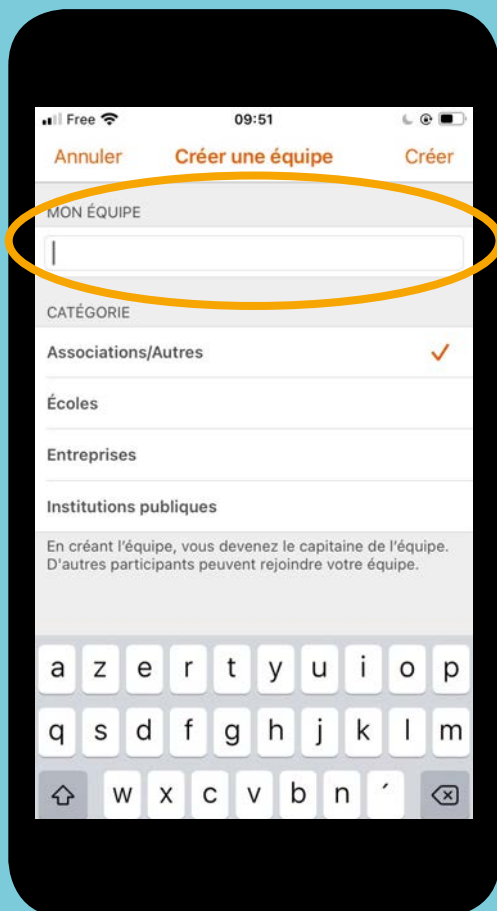 Free 09:51
Annuler Créer une équipe Créer
MON ÉQUIPE
CATÉGORIE
Associations/Autres
Écoles
Entreprises
Institutions publiques
En créant l'équipe, vous devenez le capitaine de l'équipe.
D'autres participants peuvent rejoindre votre équipe.
a z e r t y u i o p
q s d f g h j k l m
w x c v b n ´